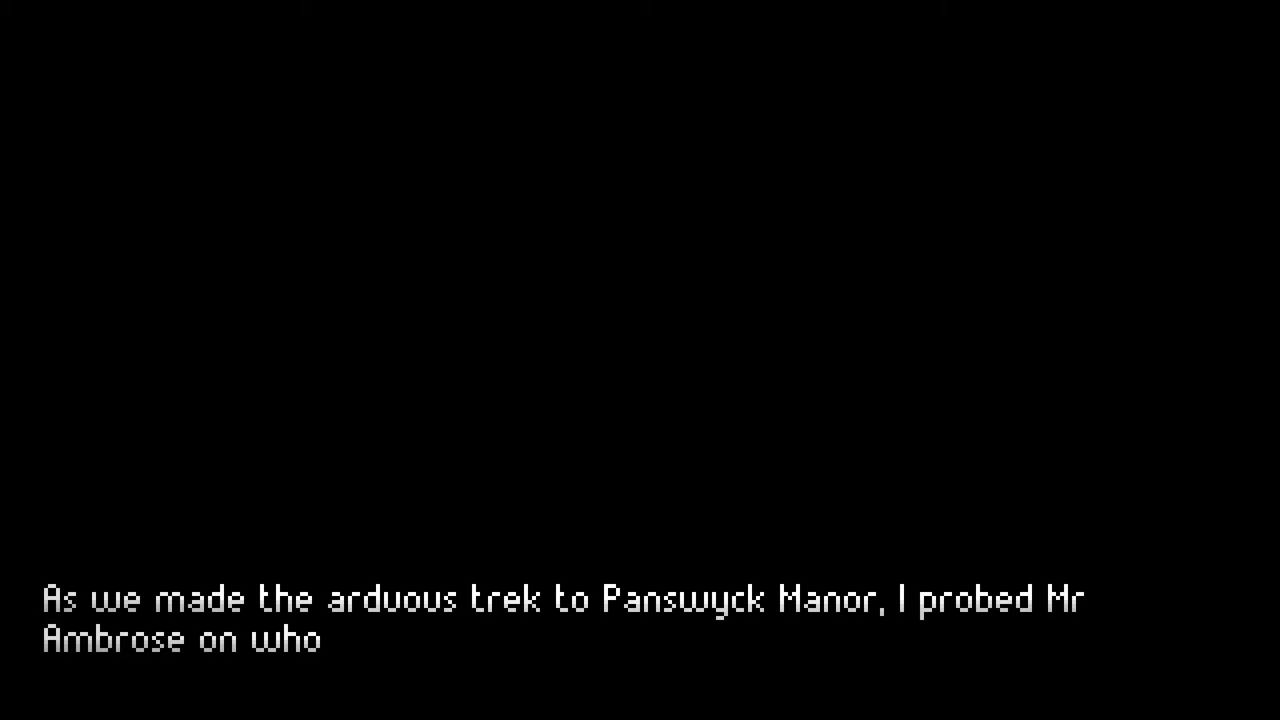 As we made the arduous trek to Panswyck Manor, I probed Mr
Ambrose on who